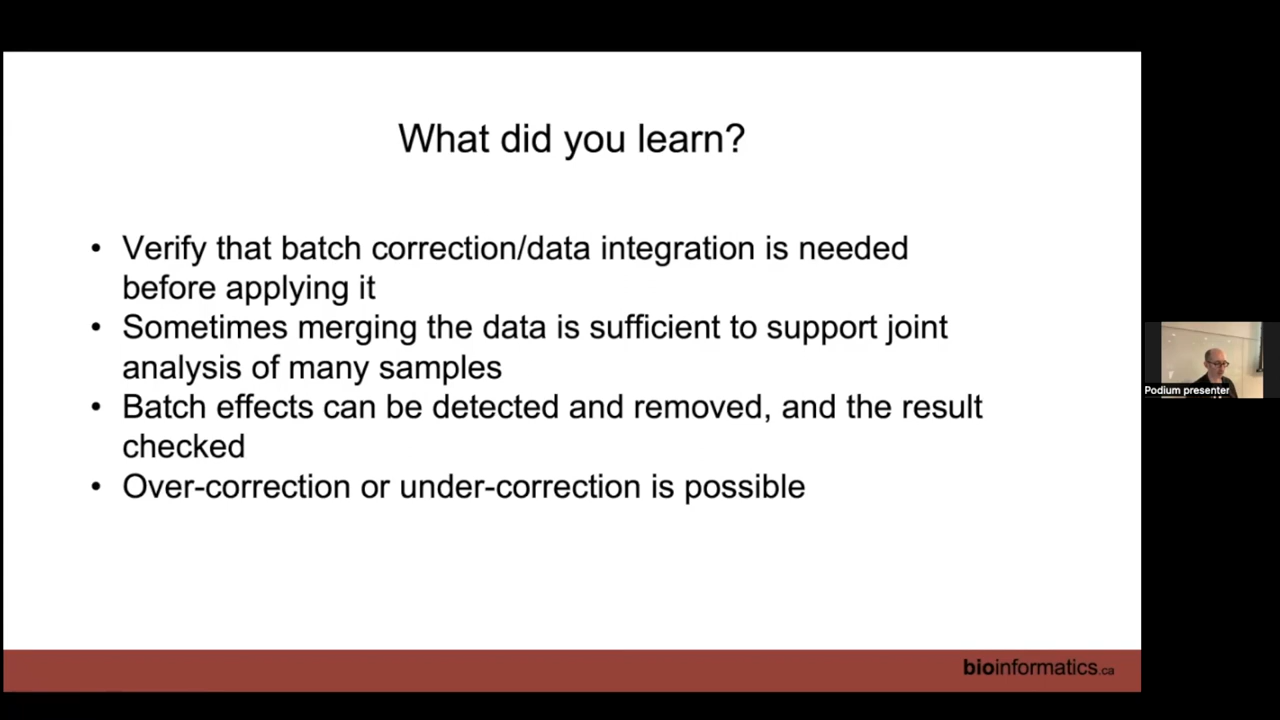 What did you learn?
• Verify that batch correction/data integration is needed
before applying it
• Sometimes merging the data is sufficient to support joint
analysis of many samples
• Batch effects can be detected and removed, and the result
checked
• Over-correction or under-correction is possible
Podium presenter
bioinformatics.ca